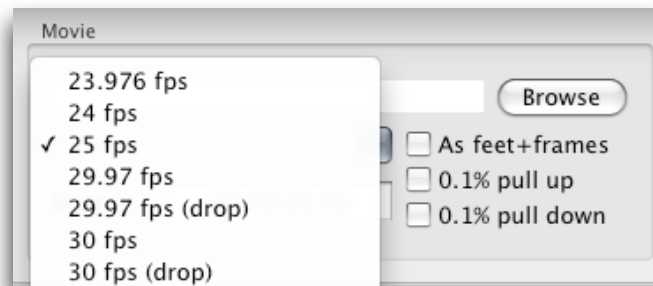 Movie
23.976 fps
24 fps
✓ 25 fps
29.97 fps
29.97 fps (drop)
30 fps
30 fps (drop)
Browse
As feet+frames
0.1% pull up
0.1% pull down